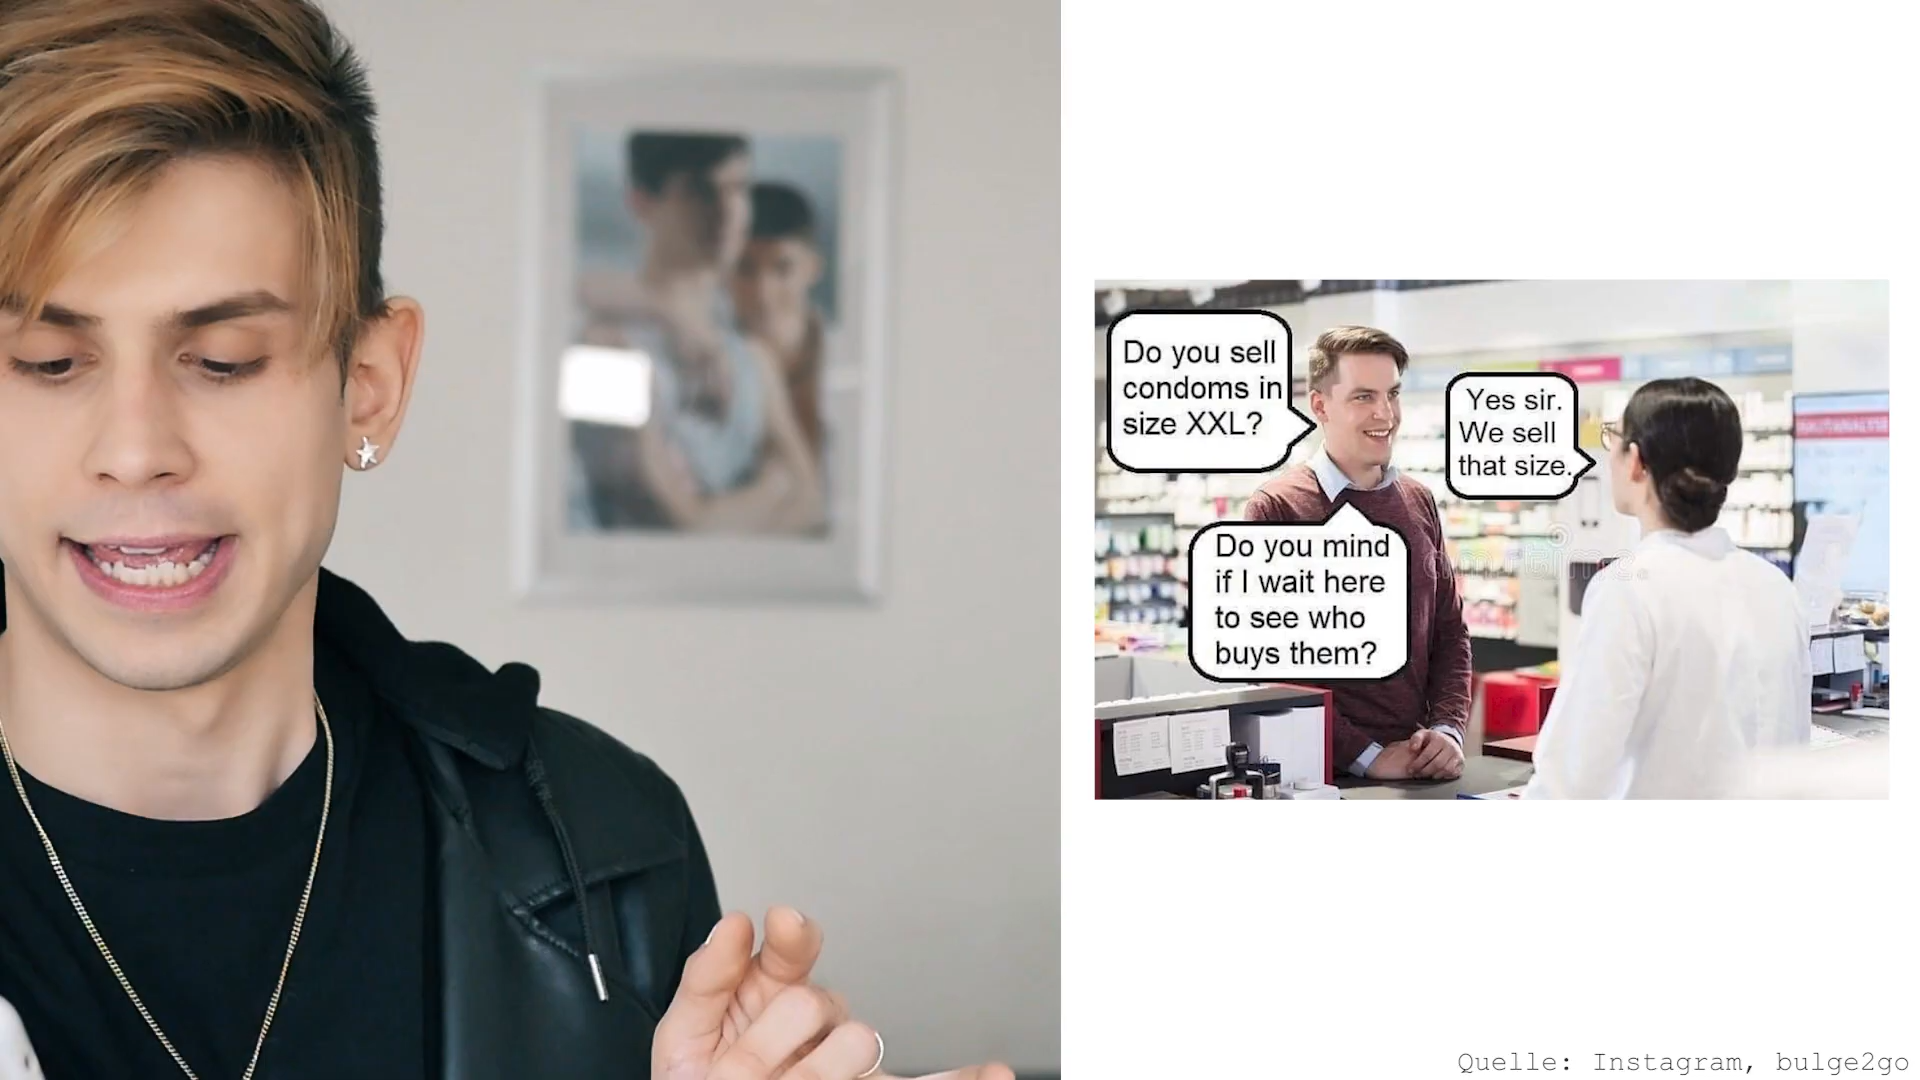 Do you sell
condoms in
size XXL?
Yes sir.
We sell
that size.
Do you mind
if I wait here
to see who
buys them?
Quelle: Instagram, bulge2go